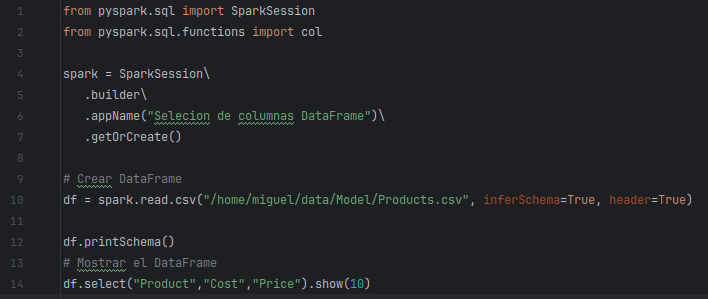 1 from pyspark.sql import SparkSession
2 from pyspark.sql.functions import col
3
4 spark = SparkSession\
5     .builder\
6     .appName("Selecion de columnas DataFrame")\
7     .getOrCreate()
8
9 # Crear DataFrame
10 df = spark.read.csv("/home/miguel/data/Model/Products.csv", inferSchema=True, header=True)
11
12 df.printSchema()
13 # Mostrar el DataFrame
14 df.select("Product","Cost","Price").show(10)